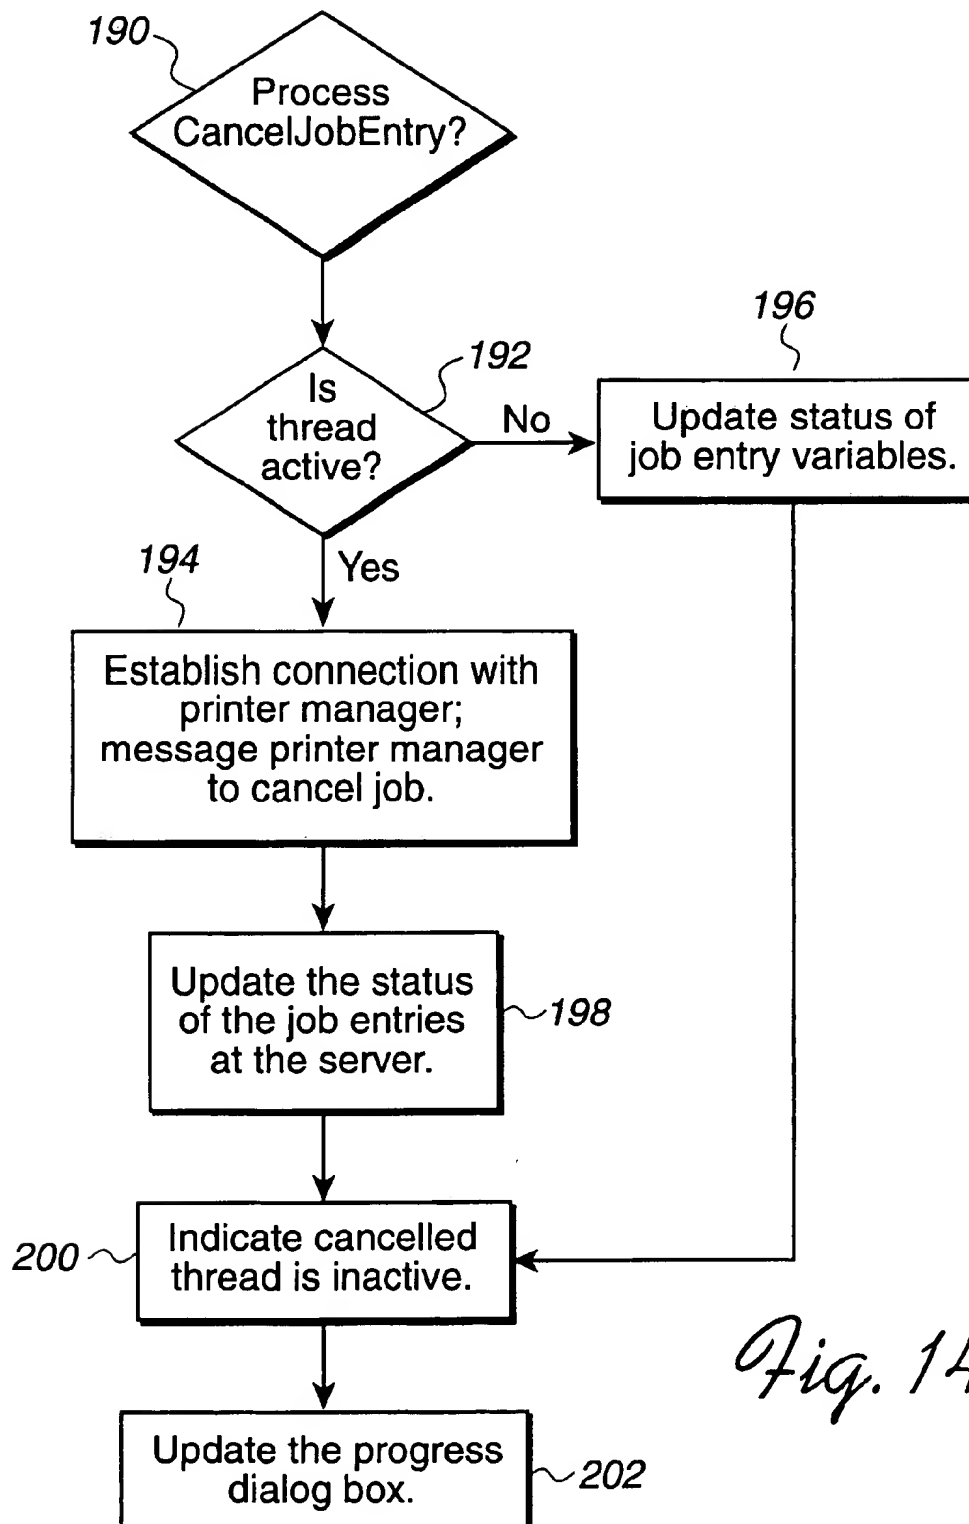 190
Process
CancelJobEntry?
192
Is
thread
active?
No
196
Update status of
job entry variables.
Yes
194
Establish connection with
printer manager;
message printer manager
to cancel job.
Update the status
of the job entries
at the server.
198
200
Indicate cancelled
thread is inactive.
Fig. 14
Update the progress
dialog box.
202